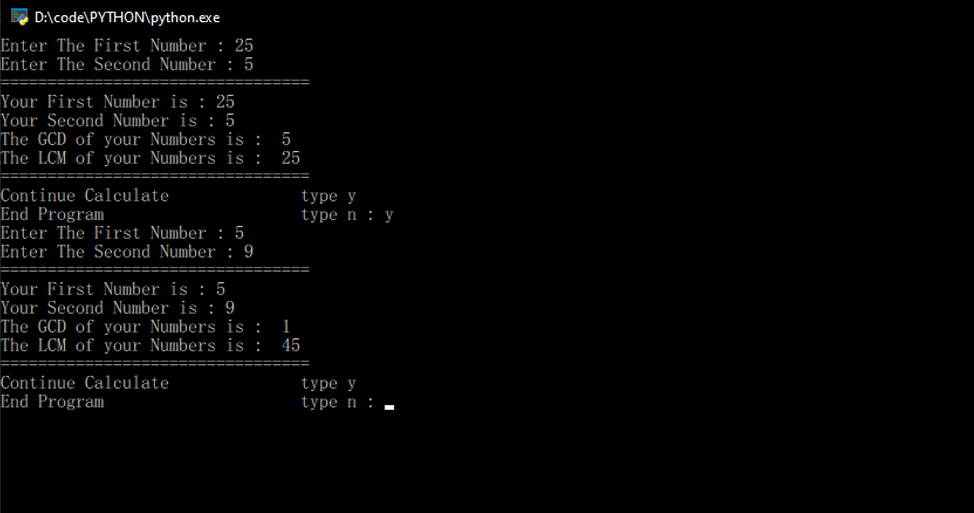 D:\code\PYTHON\python.exe
Enter The First Number : 25
Enter The Second Number : 5
=================================
Your First Number is : 25
Your Second Number is : 5
The GCD of your Numbers is :  5
The LCM of your Numbers is :  25
=================================
Continue Calculate              type y
End Program                     type n : y
Enter The First Number : 5
Enter The Second Number : 9
=================================
Your First Number is : 5
Your Second Number is : 9
The GCD of your Numbers is :  1
The LCM of your Numbers is :  45
=================================
Continue Calculate              type y
End Program                     type n :